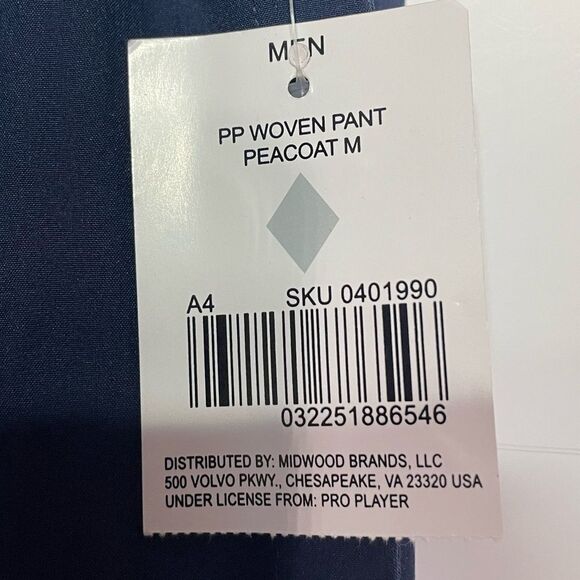 MEN
PP WOVEN PANT
PEACOAT M
A4 SKU 0401990
032251886546
DISTRIBUTED BY: MIDWOOD BRANDS, LLC
500 VOLVO PKWY., CHESAPEAKE, VA 23320 USA
UNDER LICENSE FROM: PRO PLAYER